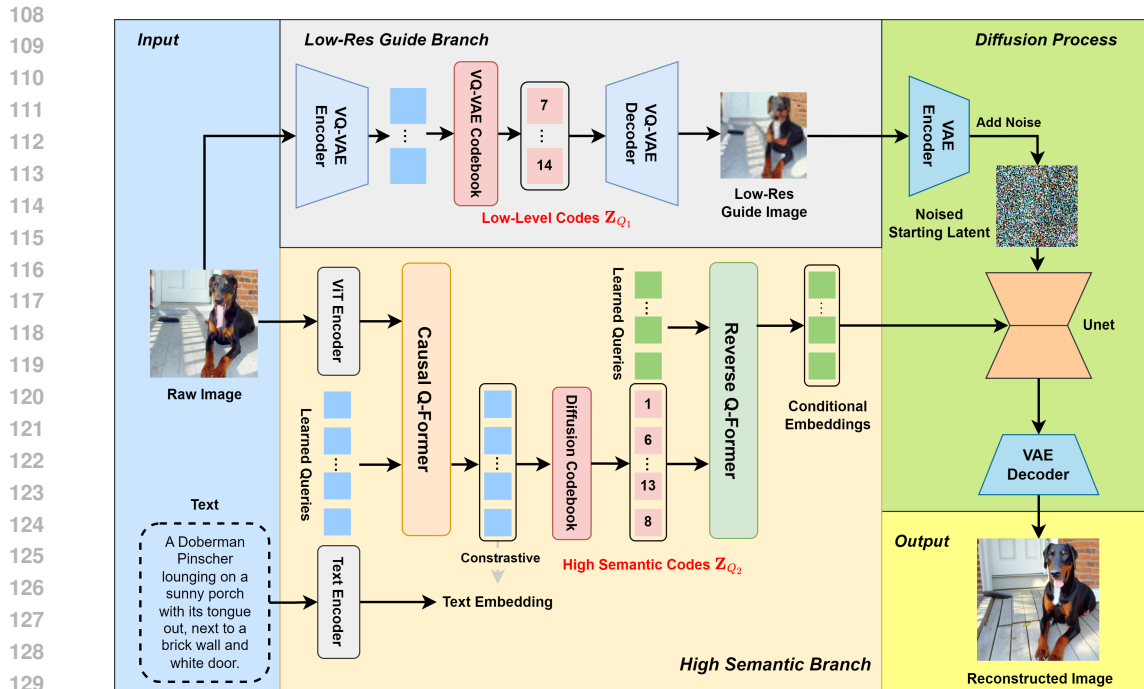 108
109
110
111
112
113
114
115
116
117
118
119
120
121
122
123
124
125
126
127
128
129
Input
Low-Res Guide Branch
Diffusion Process
VQ-VAE
Encoder
...
VQ-VAE Codebook
7
...
14
Low-Level Codes Z_{Q_1}
VQ-VAE
Decoder
Low-Res
Guide Image
VAE
Encoder
Add Noise
Noised
Starting Latent
Raw Image
ViT Encoder
Causal Q-Former
Learned Queries
...
Learned Queries
...
Constrastive
Diffusion Codebook
1
6
...
13
8
High Semantic Codes Z_{Q_2}
Reverse Q-Former
...
Conditional
Embeddings
Unet
VAE
Decoder
Text
A Doberman
Pinscher
lounging on a
sunny porch
with its tongue
out, next to a
brick wall and
white door.
Text Encoder
Text Embedding
High Semantic Branch
Output
Reconstructed Image